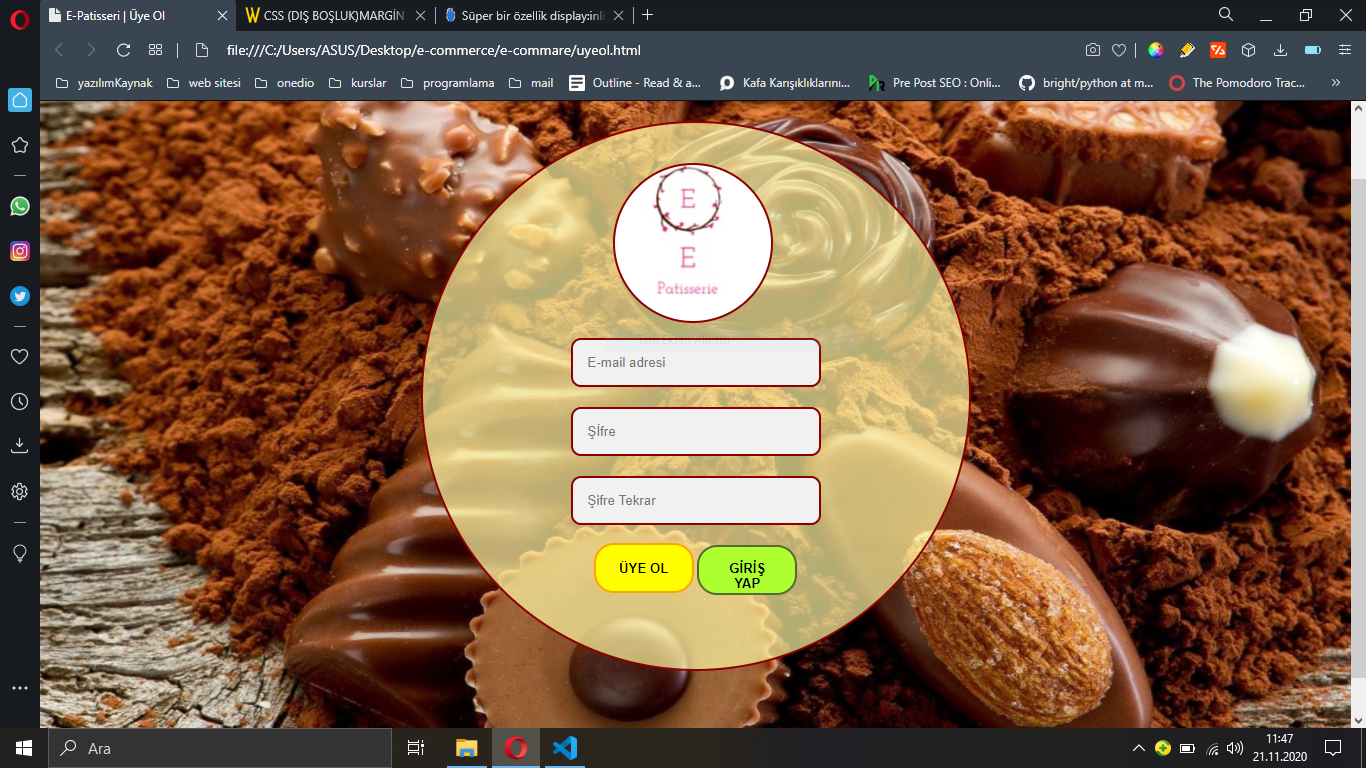 E-Patisseri | Üye Ol
CSS (DIŞ BOŞLUK)MARGİN
Süper bir özellik display:inli
file:///C:/Users/ASUS/Desktop/e-commerce/e-commare/uyeol.html
yazılımKaynak
web sitesi
onedio
kurslar
programlama
mail
Outline - Read & a...
Kafa Karışıklıklarını...
Pre Post SEO : Onli...
bright/python at m...
The Pomodoro Trac...
E
E
Patisserie
E-mail adresi
Şİfre
Şifre Tekrar
ÜYE OL
GİRİŞ
YAP
Ara
11:47
21.11.2020